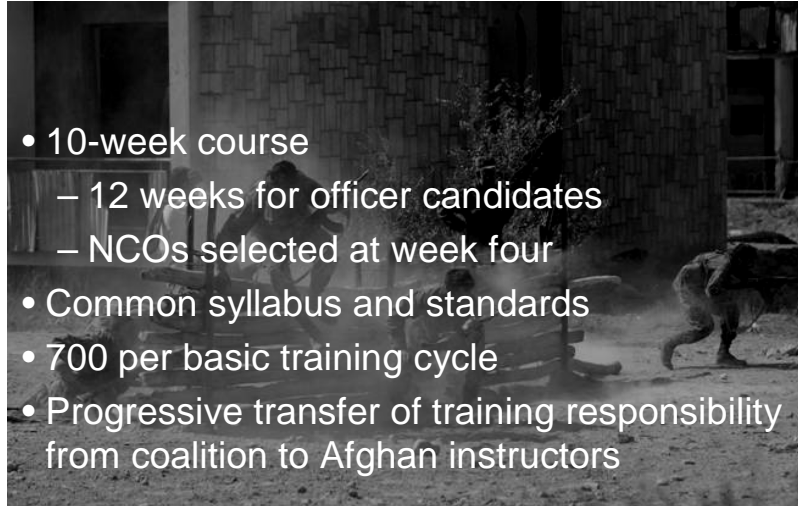 • 10-week course
– 12 weeks for officer candidates
– NCOs selected at week four
• Common syllabus and standards
• 700 per basic training cycle
• Progressive transfer of training responsibility
from coalition to Afghan instructors